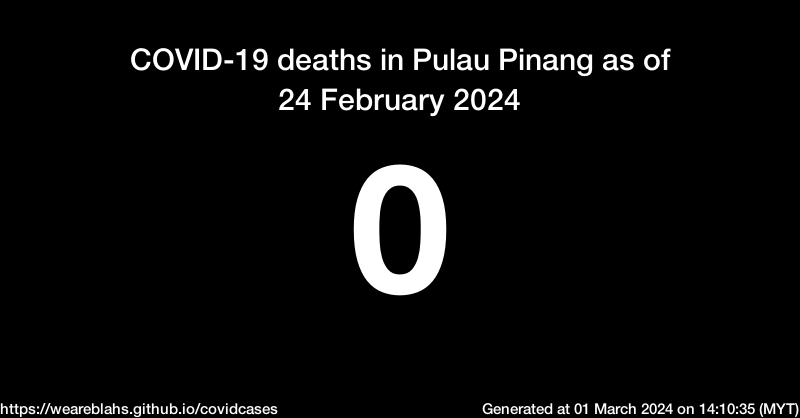 COVID-19 deaths in Pulau Pinang as of
24 February 2024
0
https://weareblahs.github.io/covidcases
Generated at 01 March 2024 on 14:10:35 (MYT)